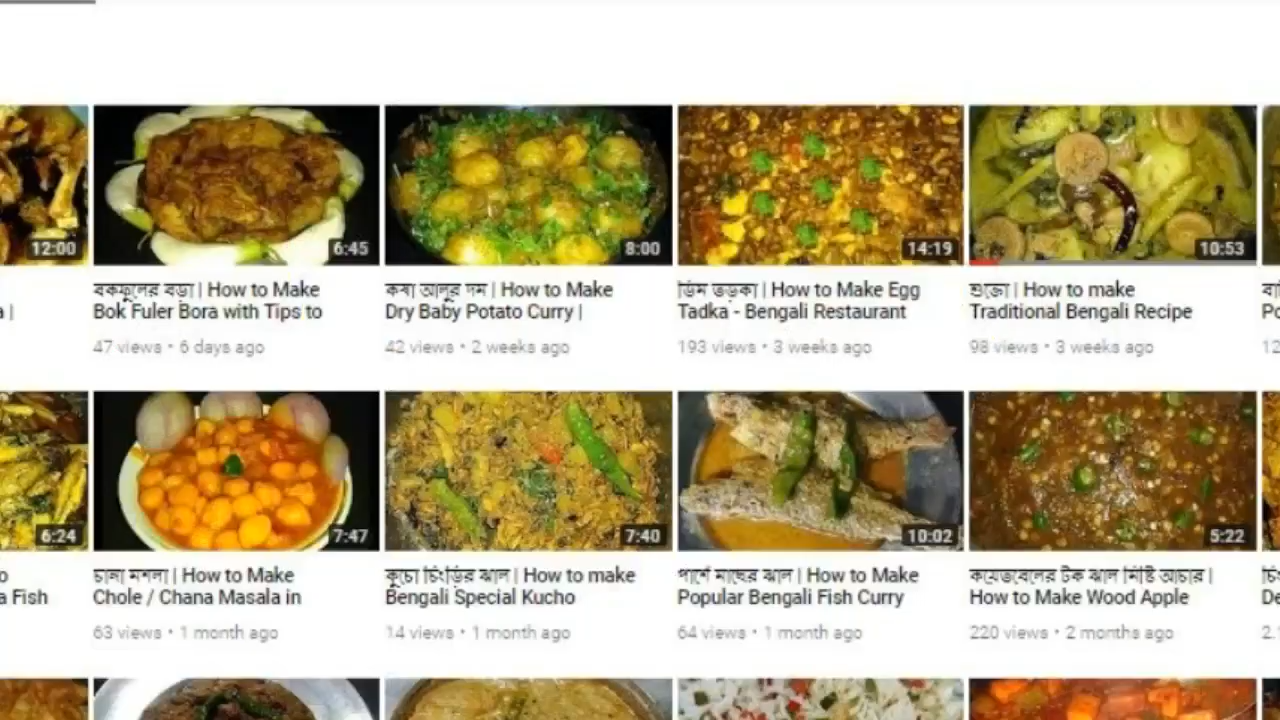 12:00
6:45
8:00
14:19
10:53
বকফুলের বড়া | How to Make
Bok Fuler Bora with Tips to
47 views • 6 days ago
কষা আলুর দম | How to Make
Dry Baby Potato Curry |
42 views • 2 weeks ago
ডিম তড়কা | How to Make Egg
Tadka - Bengali Restaurant
193 views • 3 weeks ago
শুক্তো | How to make
Traditional Bengali Recipe
98 views • 3 weeks ago
6:24
7:47
7:40
10:02
5:22
a Fish
চানা মশলা | How to Make
Chole / Chana Masala in
63 views • 1 month ago
কুচো চিংড়ির ঝাল | How to make
Bengali Special Kucho
14 views • 1 month ago
পার্শে মাছের ঝাল | How to Make
Popular Bengali Fish Curry
64 views • 1 month ago
কয়েতবেলের টক ঝাল মিষ্টি আচার |
How to Make Wood Apple
220 views • 2 months ago